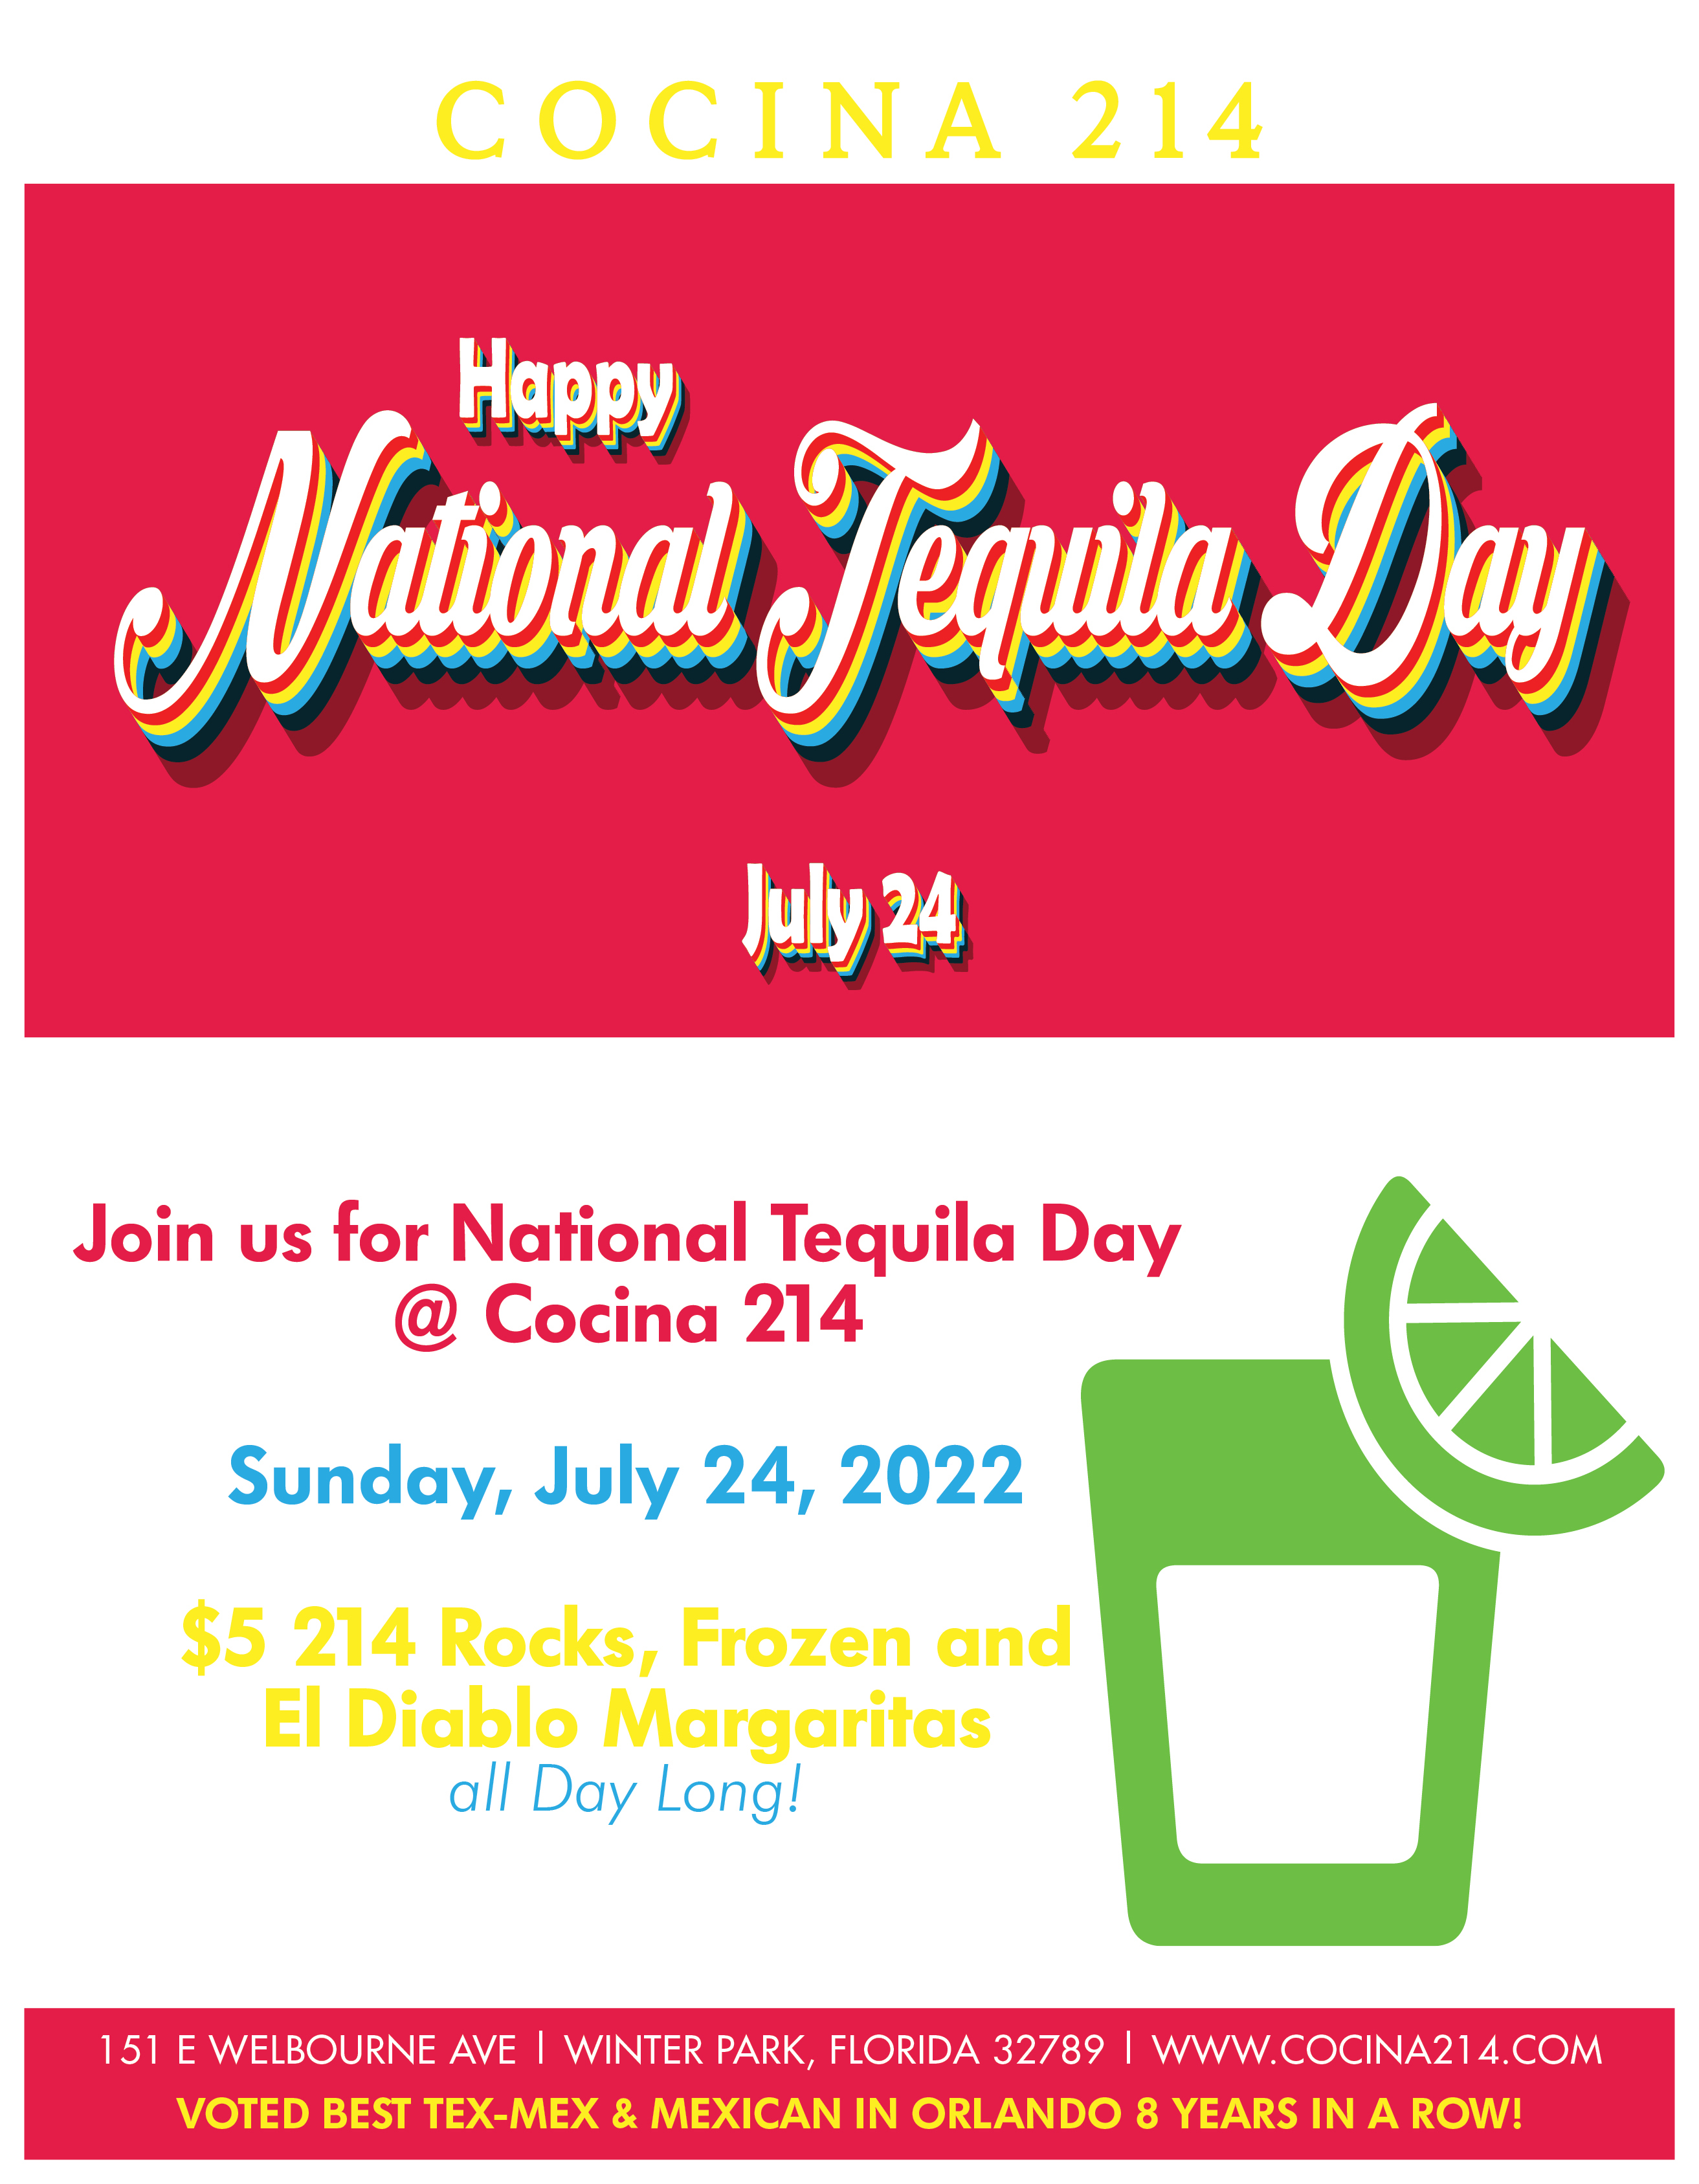 COCINA 214
Happy
National Tequila Day
July 24
Join us for National Tequila Day
@ Cocina 214
Sunday, July 24, 2022
$5 214 Rocks, Frozen and
El Diablo Margaritas
all Day Long!
151 E WELBOURNE AVE | WINTER PARK, FLORIDA 32789 | WWW.COCINA214.COM
VOTED BEST TEX-MEX & MEXICAN IN ORLANDO 8 YEARS IN A ROW!